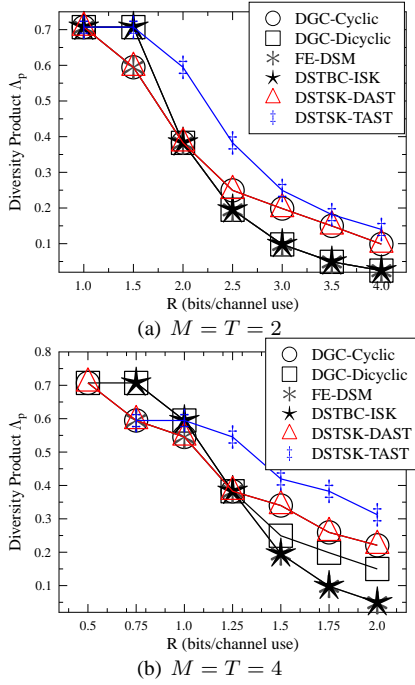 0.7
0.6
0.5
0.4
0.3
0.2
0.1
Diversity Product Λp
DGC-Cyclic
DGC-Dicyclic
FE-DSM
DSTBC-ISK
DSTSK-DAST
DSTSK-TAST
1.0 1.5 2.0 2.5 3.0 3.5 4.0
R (bits/channel use)
(a) M = T = 2
0.8
0.7
0.6
0.5
0.4
0.3
0.2
0.1
Diversity Product Λp
DGC-Cyclic
DGC-Dicyclic
FE-DSM
DSTBC-ISK
DSTSK-DAST
DSTSK-TAST
0.5 0.75 1.0 1.25 1.5 1.75 2.0
R (bits/channel use)
(b) M = T = 4